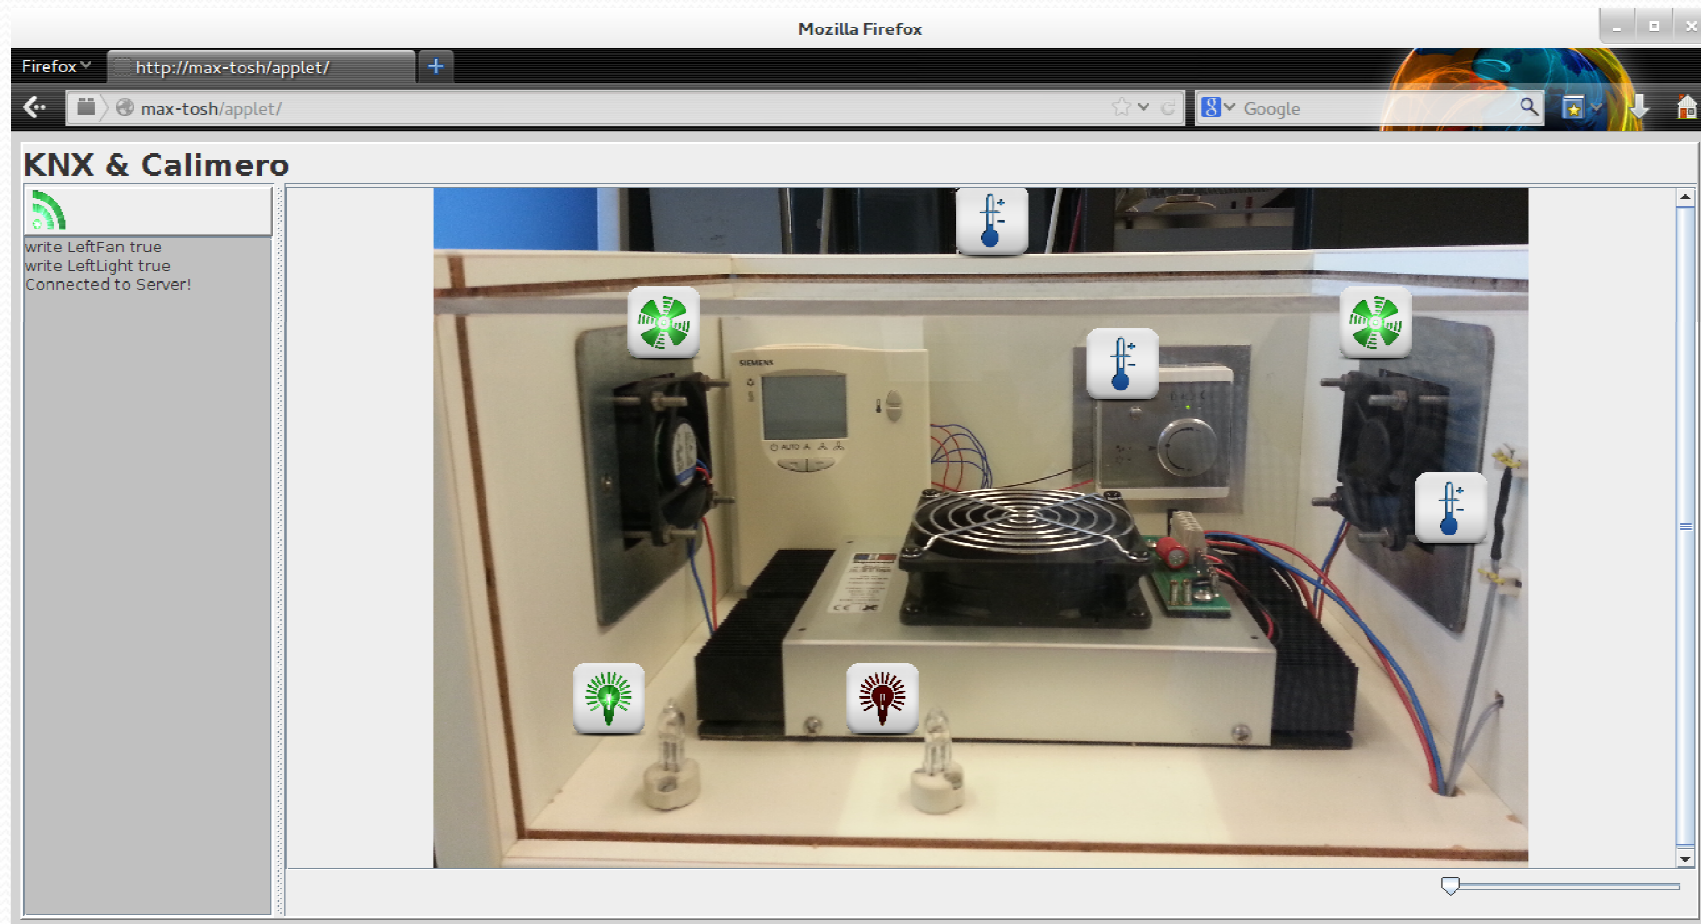 Mozilla Firefox
Firefox
http://max-tosh/applet/
max-tosh/applet/
Google
KNX & Calimero
write LeftFan true
write LeftLight true
Connected to Server!
SIEMENS
AUTO